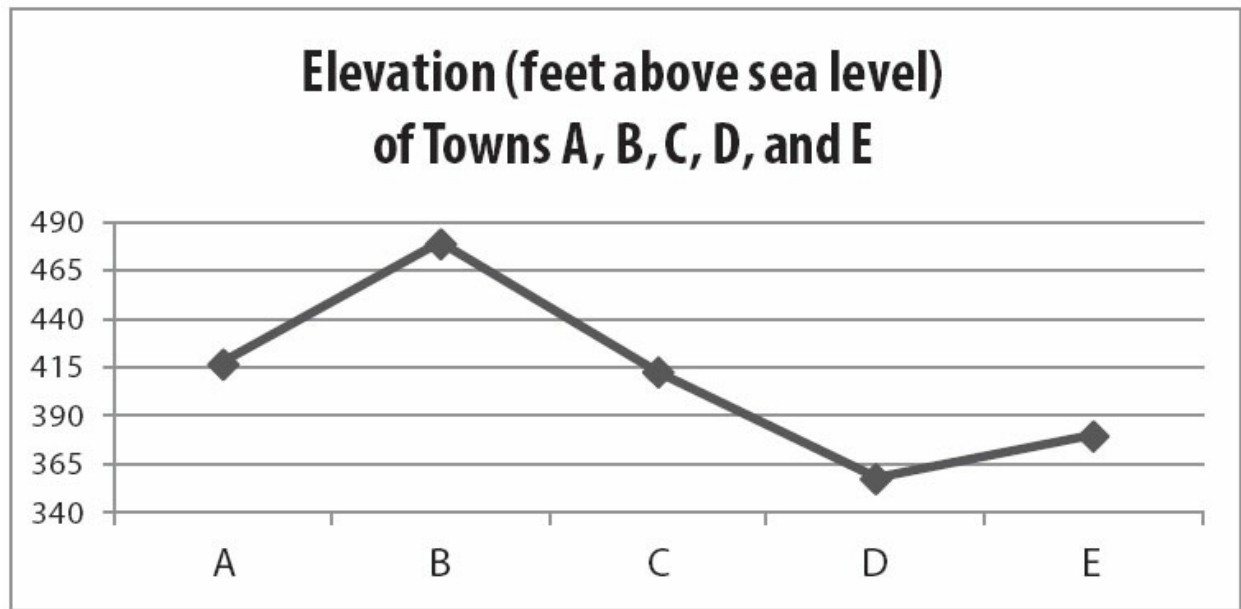 Elevation (feet above sea level)
of Towns A, B, C, D, and E
490
465
440
415
390
365
340
A B C D E